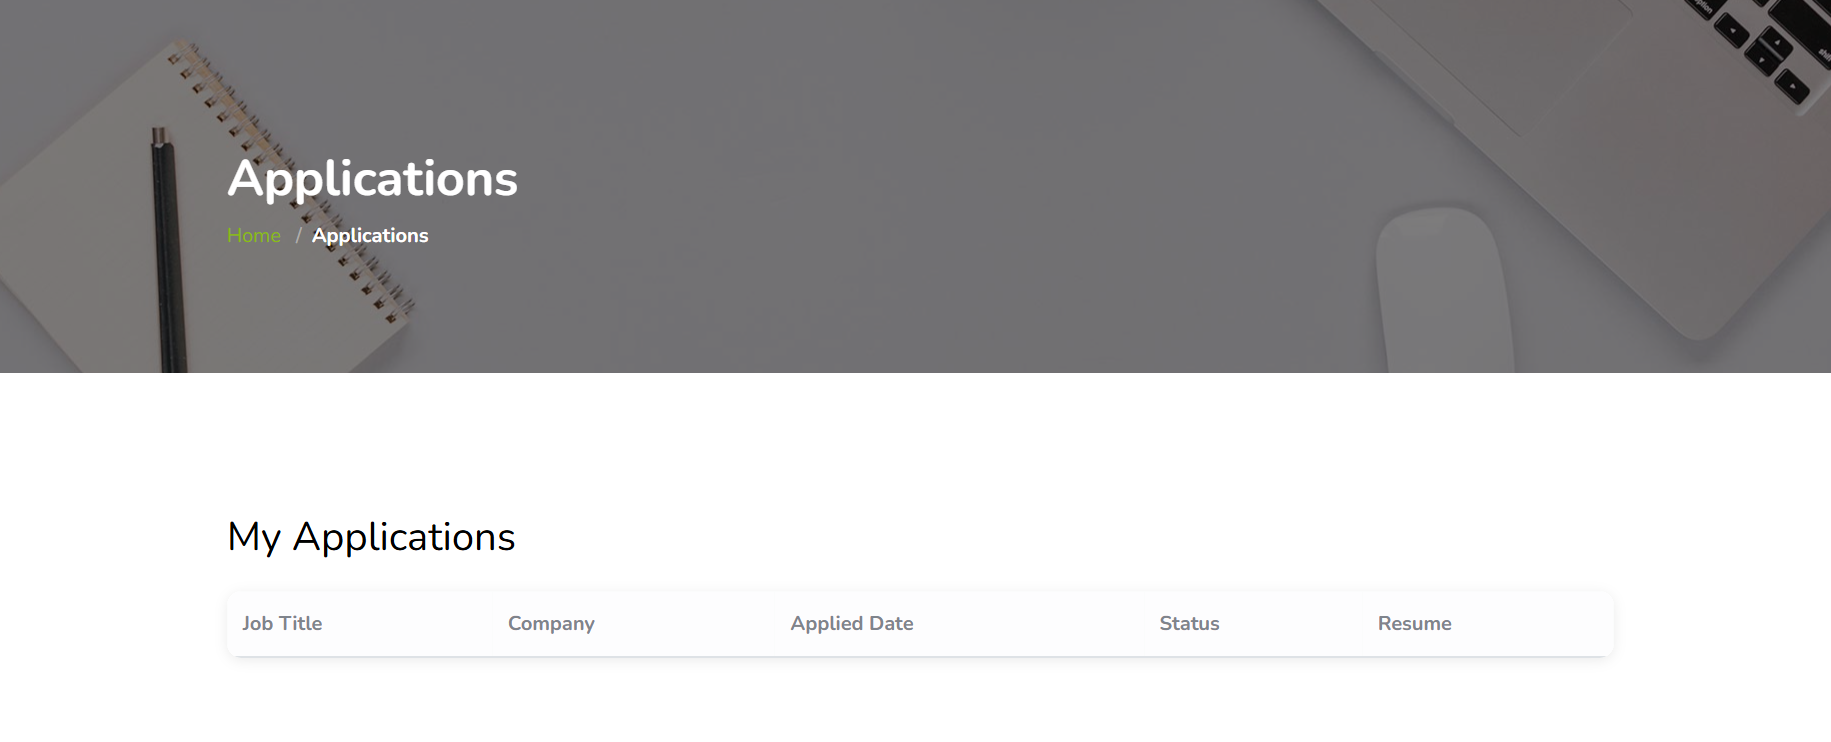 Applications
Home / Applications
My Applications
Job Title Company Applied Date Status Resume